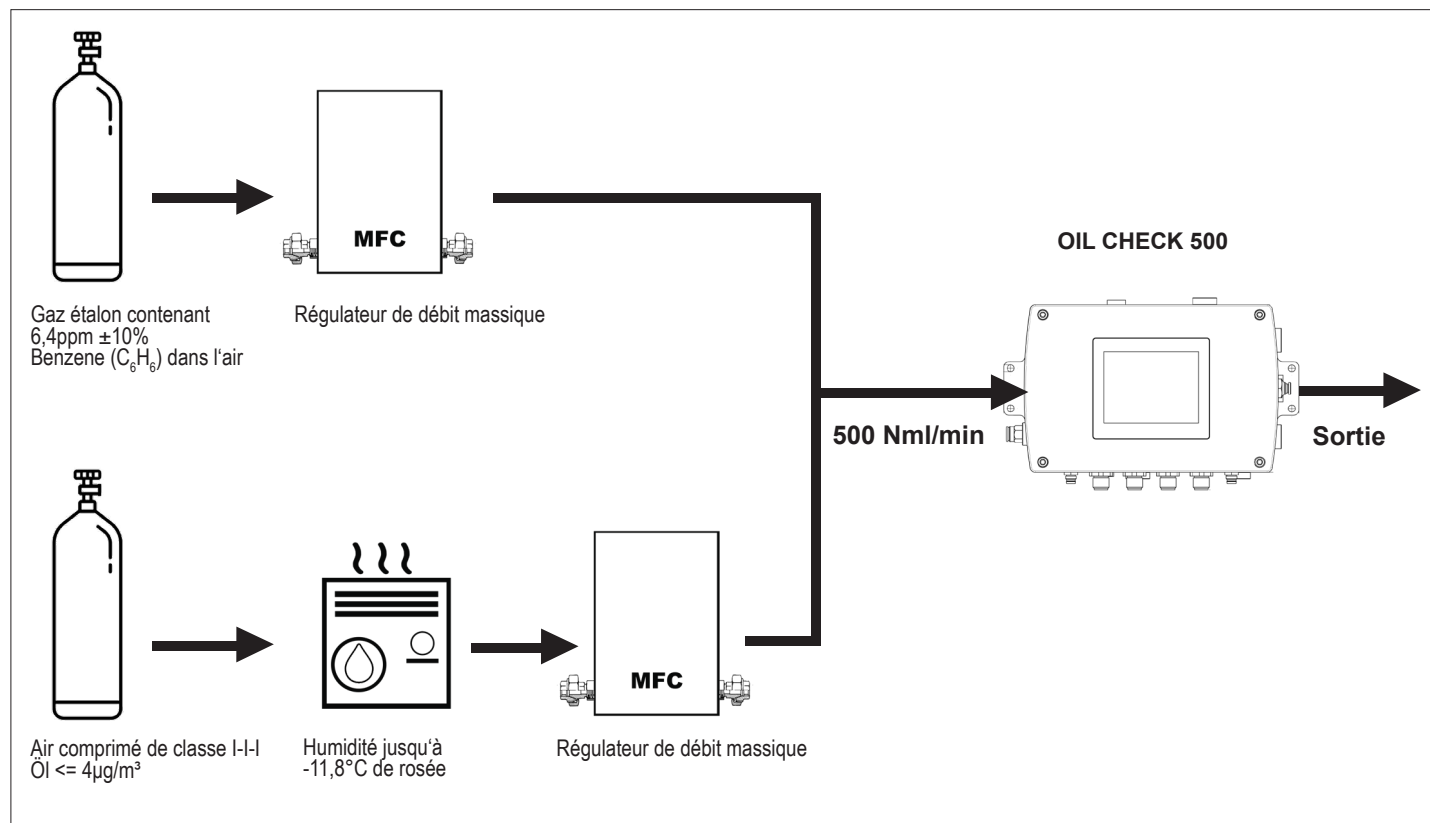 MFC
Gaz étalon contenant
6,4ppm ±10%
Benzene (C₆H₆) dans l‘air
Régulateur de débit massique
OIL CHECK 500
500 Nml/min
Sortie
MFC
Air comprimé de classe I-I-I
Öl <= 4µg/m³
Humidité jusqu‘à
-11,8°C de rosée
Régulateur de débit massique